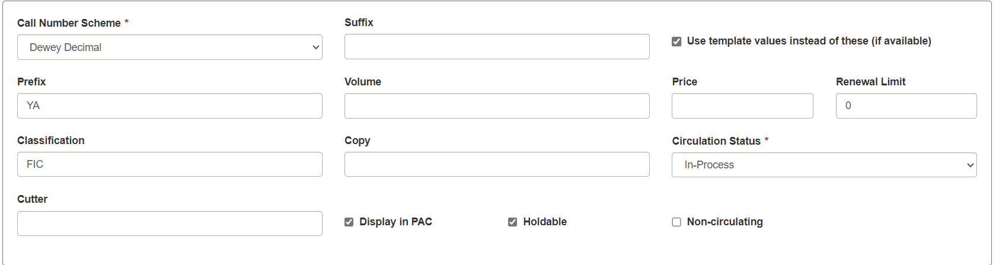 Call Number Scheme *
Suffix
Dewey Decimal
Use template values instead of these (if available)
Prefix
Volume
Price
Renewal Limit
YA
0
Classification
Copy
Circulation Status *
FIC
In-Process
Cutter
Display in PAC
Holdable
Non-circulating